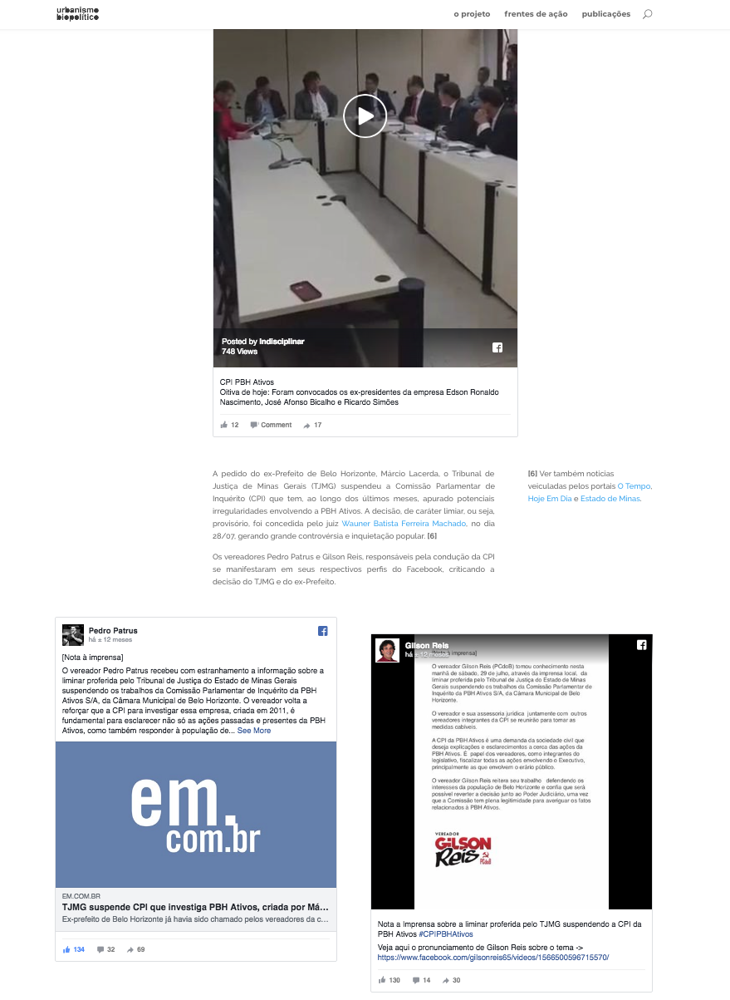 urbanismo
biopolítico
o projeto
frentes de ação
publicações
Posted by Indisciplinar
748 Views
CPI PBH Ativos
Oitiva de hoje: Foram convocados os ex-presidentes da empresa Edson Ronaldo
Nascimento, José Afonso Bicalho e Ricardo Simões
12 Comment 17
A pedido do ex-Prefeito de Belo Horizonte, Márcio Lacerda, o Tribunal de
Justiça de Minas Gerais (TJMG) suspendeu a Comissão Parlamentar de
Inquérito (CPI) que tem, ao longo dos últimos meses, apurado potenciais
irregularidades envolvendo a PBH Ativos. A decisão, de caráter limiar, ou seja,
provisório, foi concedida pelo juiz Wauner Batista Ferreira Machado, no dia
28/07, gerando grande controvérsia e inquietação popular. [6]
Os vereadores Pedro Patrus e Gilson Reis, responsáveis pela condução da CPI
se manifestaram em seus respectivos perfis do Facebook, criticando a
decisão do TJMG e do ex-Prefeito.
[6] Ver também notícias
veiculadas pelos portais O Tempo,
Hoje Em Dia e Estado de Minas.
Pedro Patrus
há ± 12 meses
[Nota à imprensa]
O vereador Pedro Patrus recebeu com estranhamento a informação sobre a
liminar proferida pelo Tribunal de Justiça do Estado de Minas Gerais
suspendendo os trabalhos da Comissão Parlamentar de Inquérito da PBH
Ativos S/A, da Câmara Municipal de Belo Horizonte. O vereador volta a
reforçar que a CPI para investigar essa empresa, criada em 2011, é
fundamental para esclarecer não só as ações passadas e presentes da PBH
Ativos, como também responder à população de... See More
em.
com.br
EM.COM.BR
TJMG suspende CPI que investiga PBH Ativos, criada por Má...
Ex-prefeito de Belo Horizonte já havia sido chamado pelos vereadores da c...
134 32 69
Gilson Reis
há ± 12 meses
[Nota à imprensa]
O vereador Gilson Reis (PCdoB) tomou conhecimento nesta
manhã de sábado, 29 de julho, através da imprensa local, da
liminar proferida pelo Tribunal de Justiça do Estado de Minas
Gerais suspendendo os trabalhos da Comissão Parlamentar de
Inquérito da PBH Ativos S/A, da Câmara Municipal de Belo
Horizonte.
O vereador e sua assessoria jurídica juntamente com outros
vereadores integrantes da CPI se reunirão para tomar as
medidas cabíveis.
A CPI da PBH Ativos é uma demanda da sociedade civil que
deseja explicações e esclarecimentos a cerca das ações da
PBH Ativos. É papel dos vereadores, como integrantes do
legislativo, fiscalizar todas as ações envolvendo o Executivo,
principalmente as que envolvem o erário público.
O vereador Gilson Reis reitera seu trabalho defendendo os
interesses da população de Belo Horizonte e confia que será
possível reverter a decisão junto ao Poder Judiciário, uma vez
que a Comissão tem plena legitimidade para averiguar os fatos
relacionados à PBH Ativos.
VEREADOR
GILSON
Reis PCdoB
Nota a Imprensa sobre a liminar proferida pelo TJMG suspendendo a CPI da
PBH Ativos #CPIPBHAtivos
Veja aqui o pronunciamento de Gilson Reis sobre o tema ->
https://www.facebook.com/gilsonreis65/videos/1566500596715570/
130 14 30